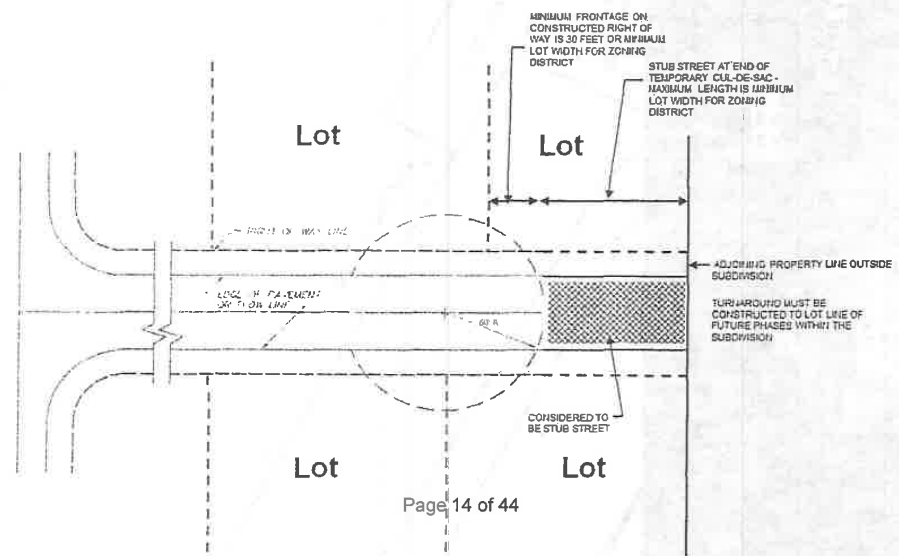 MINIMUM FRONTAGE ON
CONSTRUCTED RIGHT OF
WAY IS 30 FEET OR MINIMUM
LOT WIDTH FOR ZONING
DISTRICT
STUB STREET AT END OF
TEMPORARY CUL-DE-SAC -
MAXIMUM LENGTH IS MINIMUM
LOT WIDTH FOR ZONING
DISTRICT
Lot
Lot
RIGHT OF WAY LINE
ADJOINING PROPERTY LINE OUTSIDE
SUBDIVISION
EDGE OF PAVEMENT
OR FLOW LINE
TURNAROUND MUST BE
CONSTRUCTED TO LOT LINE OF
FUTURE PHASES WITHIN THE
SUBDIVISION
CONSIDERED TO
BE STUB STREET
Lot
Lot
Page 14 of 44